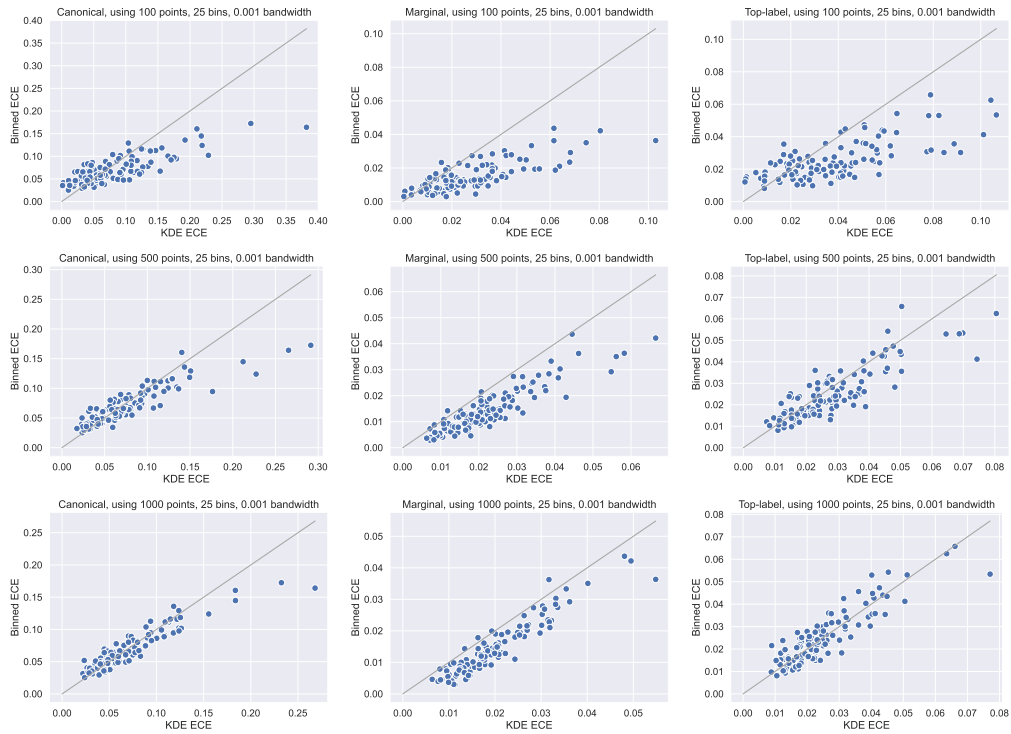 Canonical, using 100 points, 25 bins, 0.001 bandwidth
0.40
0.35
0.30
0.25
0.20
0.15
0.10
0.05
0.00
Binned ECE
0.00 0.05 0.10 0.15 0.20 0.25 0.30 0.35 0.40
KDE ECE
Marginal, using 100 points, 25 bins, 0.001 bandwidth
0.10
0.08
0.06
0.04
0.02
0.00
Binned ECE
0.00 0.02 0.04 0.06 0.08 0.10
KDE ECE
Top-label, using 100 points, 25 bins, 0.001 bandwidth
0.10
0.08
0.06
0.04
0.02
0.00
Binned ECE
0.00 0.02 0.04 0.06 0.08 0.10
KDE ECE
Canonical, using 500 points, 25 bins, 0.001 bandwidth
0.30
0.25
0.20
0.15
0.10
0.05
0.00
Binned ECE
0.00 0.05 0.10 0.15 0.20 0.25 0.30
KDE ECE
Marginal, using 500 points, 25 bins, 0.001 bandwidth
0.06
0.05
0.04
0.03
0.02
0.01
0.00
Binned ECE
0.00 0.01 0.02 0.03 0.04 0.05 0.06
KDE ECE
Top-label, using 500 points, 25 bins, 0.001 bandwidth
0.08
0.07
0.06
0.05
0.04
0.03
0.02
0.01
0.00
Binned ECE
0.00 0.01 0.02 0.03 0.04 0.05 0.06 0.07 0.08
KDE ECE
Canonical, using 1000 points, 25 bins, 0.001 bandwidth
0.25
0.20
0.15
0.10
0.05
0.00
Binned ECE
0.00 0.05 0.10 0.15 0.20 0.25
KDE ECE
Marginal, using 1000 points, 25 bins, 0.001 bandwidth
0.05
0.04
0.03
0.02
0.01
0.00
Binned ECE
0.00 0.01 0.02 0.03 0.04 0.05
KDE ECE
Top-label, using 1000 points, 25 bins, 0.001 bandwidth
0.08
0.07
0.06
0.05
0.04
0.03
0.02
0.01
0.00
Binned ECE
0.00 0.01 0.02 0.03 0.04 0.05 0.06 0.07 0.08
KDE ECE